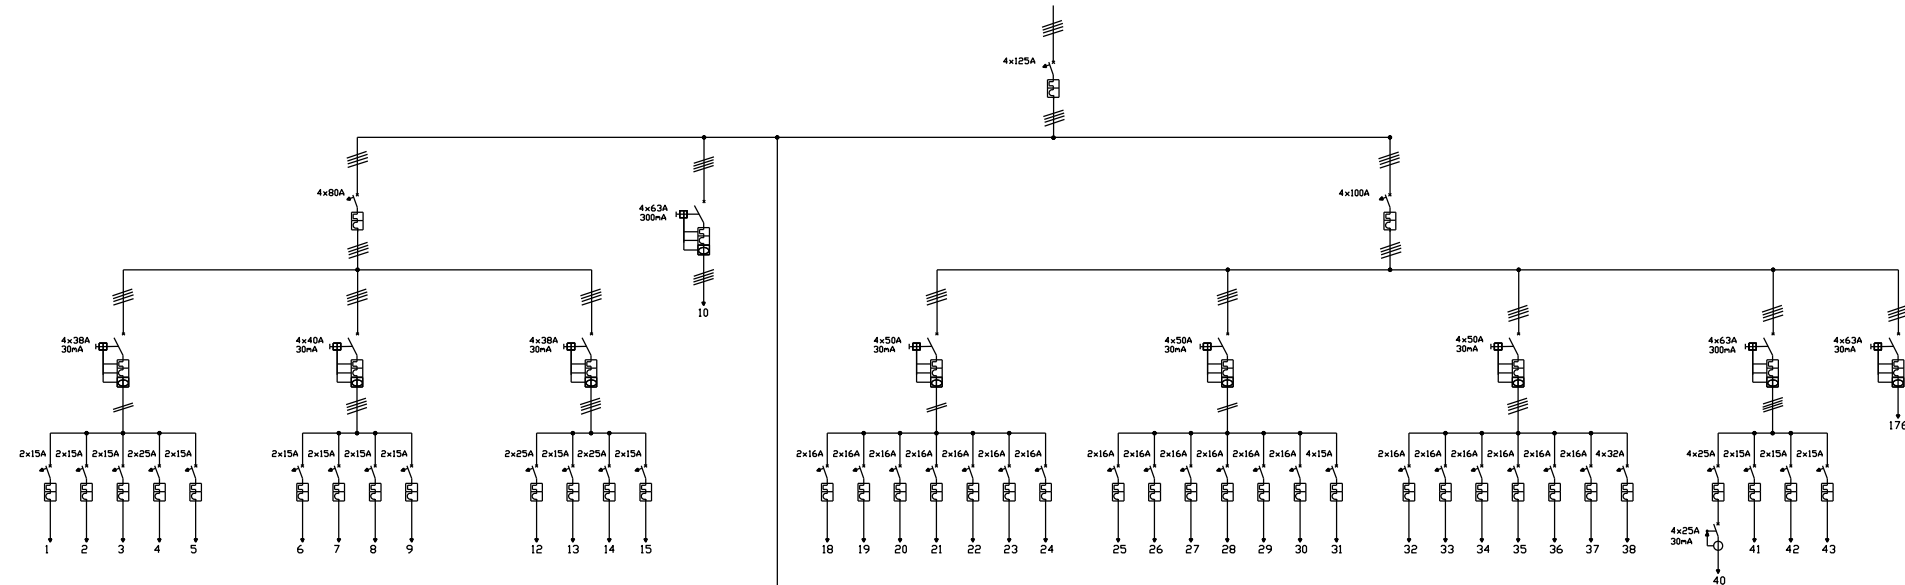 4x125A
4x80A
4x63A
300mA
4x100A
10
4x38A
30mA
4x40A
30mA
4x38A
30mA
4x50A
30mA
4x50A
30mA
4x50A
30mA
4x63A
300mA
4x63A
30mA
176
2x15A 2x15A 2x15A 2x25A 2x15A
2x15A 2x15A 2x15A 2x15A
2x25A 2x15A 2x25A 2x15A
2x16A 2x16A 2x16A 2x16A 2x16A 2x16A 2x16A
2x16A 2x16A 2x16A 2x16A 2x16A 2x16A 4x15A
2x16A 2x16A 2x16A 2x16A 2x16A 2x16A 4x32A
4x25A 2x15A 2x15A 2x15A
4x25A
30mA
1 2 3 4 5
6 7 8 9
12 13 14 15
18 19 20 21 22 23 24
25 26 27 28 29 30 31
32 33 34 35 36 37 38
41 42 43
40